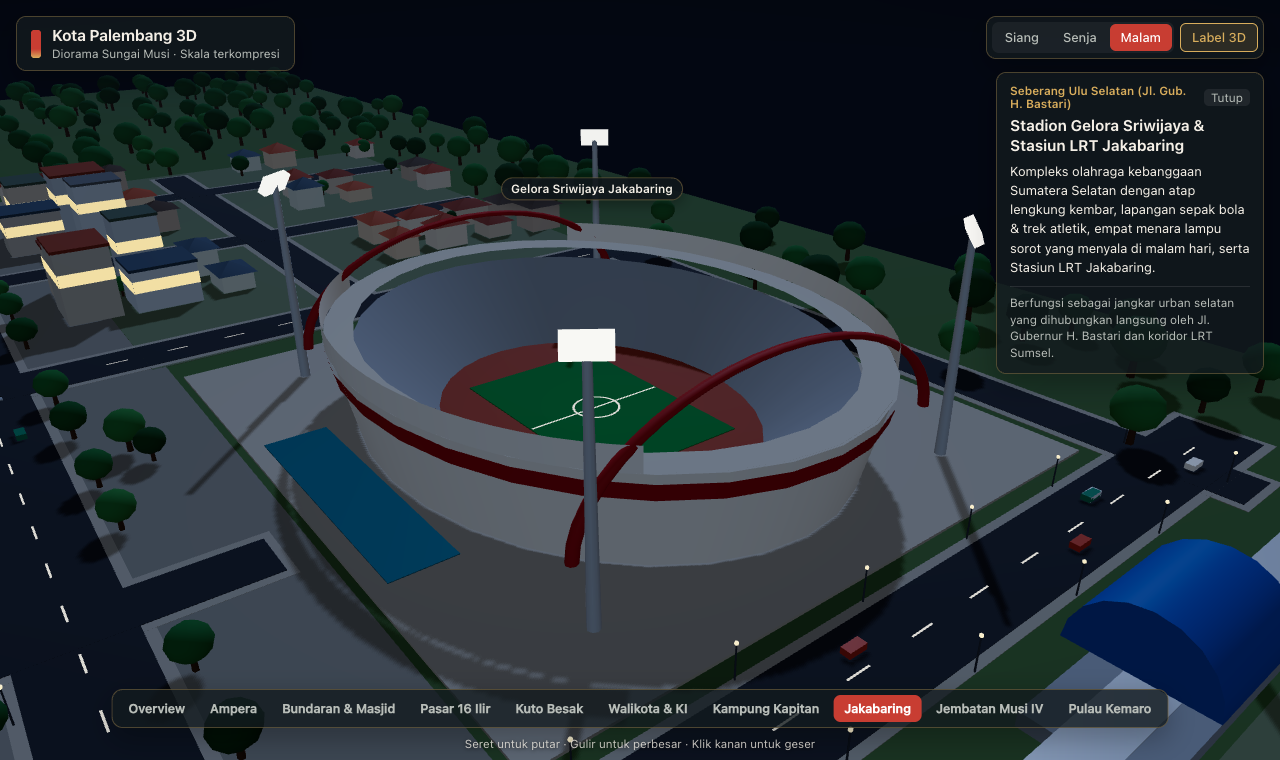 Kota Palembang 3D
Diorama Sungai Musi · Skala terkompresi
Siang
Senja
Malam
Label 3D
Seberang Ulu Selatan (Jl. Gub.
H. Bastari)
Tutup
Stadion Gelora Sriwijaya &
Stasiun LRT Jakabaring
Kompleks olahraga kebanggaan
Sumatera Selatan dengan atap
lengkung kembar, lapangan sepak bola
& trek atletik, empat menara lampu
sorot yang menyala di malam hari, serta
Stasiun LRT Jakabaring.
Berfungsi sebagai jangkar urban selatan
yang dihubungkan langsung oleh Jl.
Gubernur H. Bastari dan koridor LRT
Sumsel.
Gelora Sriwijaya Jakabaring
Overview
Ampera
Bundaran & Masjid
Pasar 16 Ilir
Kuto Besak
Walikota & KI
Kampung Kapitan
Jakabaring
Jembatan Musi IV
Pulau Kemaro
Seret untuk putar · Gulir untuk perbesar · Klik kanan untuk geser